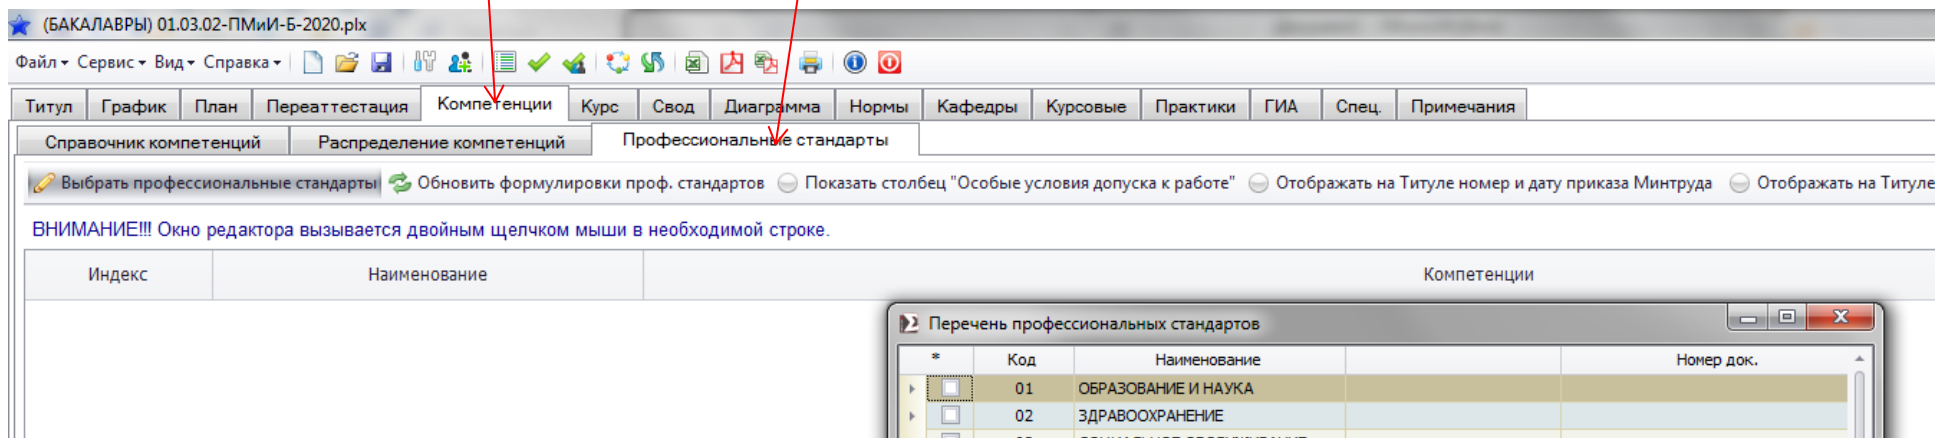 (БАКАЛАВРЫ) 01.03.02-ПМиИ-Б-2020.plx
Файл Сервис Вид Справка
Титул График План Переаттестация Компетенции Курс Свод Диаграмма Нормы Кафедры Курсовые Практики ГИА Спец. Примечания
Справочник компетенций Распределение компетенций Профессиональные стандарты
Выбрать профессиональные стандарты Обновить формулировки проф. стандартов Показать столбец "Особые условия допуска к работе" Отображать на Титуле номер и дату приказа Минтруда Отображать на Титуле
ВНИМАНИЕ!!! Окно редактора вызывается двойным щелчком мыши в необходимой строке.
Индекс Наименование Компетенции
Перечень профессиональных стандартов
* Код Наименование Номер док.
01 ОБРАЗОВАНИЕ И НАУКА
02 ЗДРАВООХРАНЕНИЕ